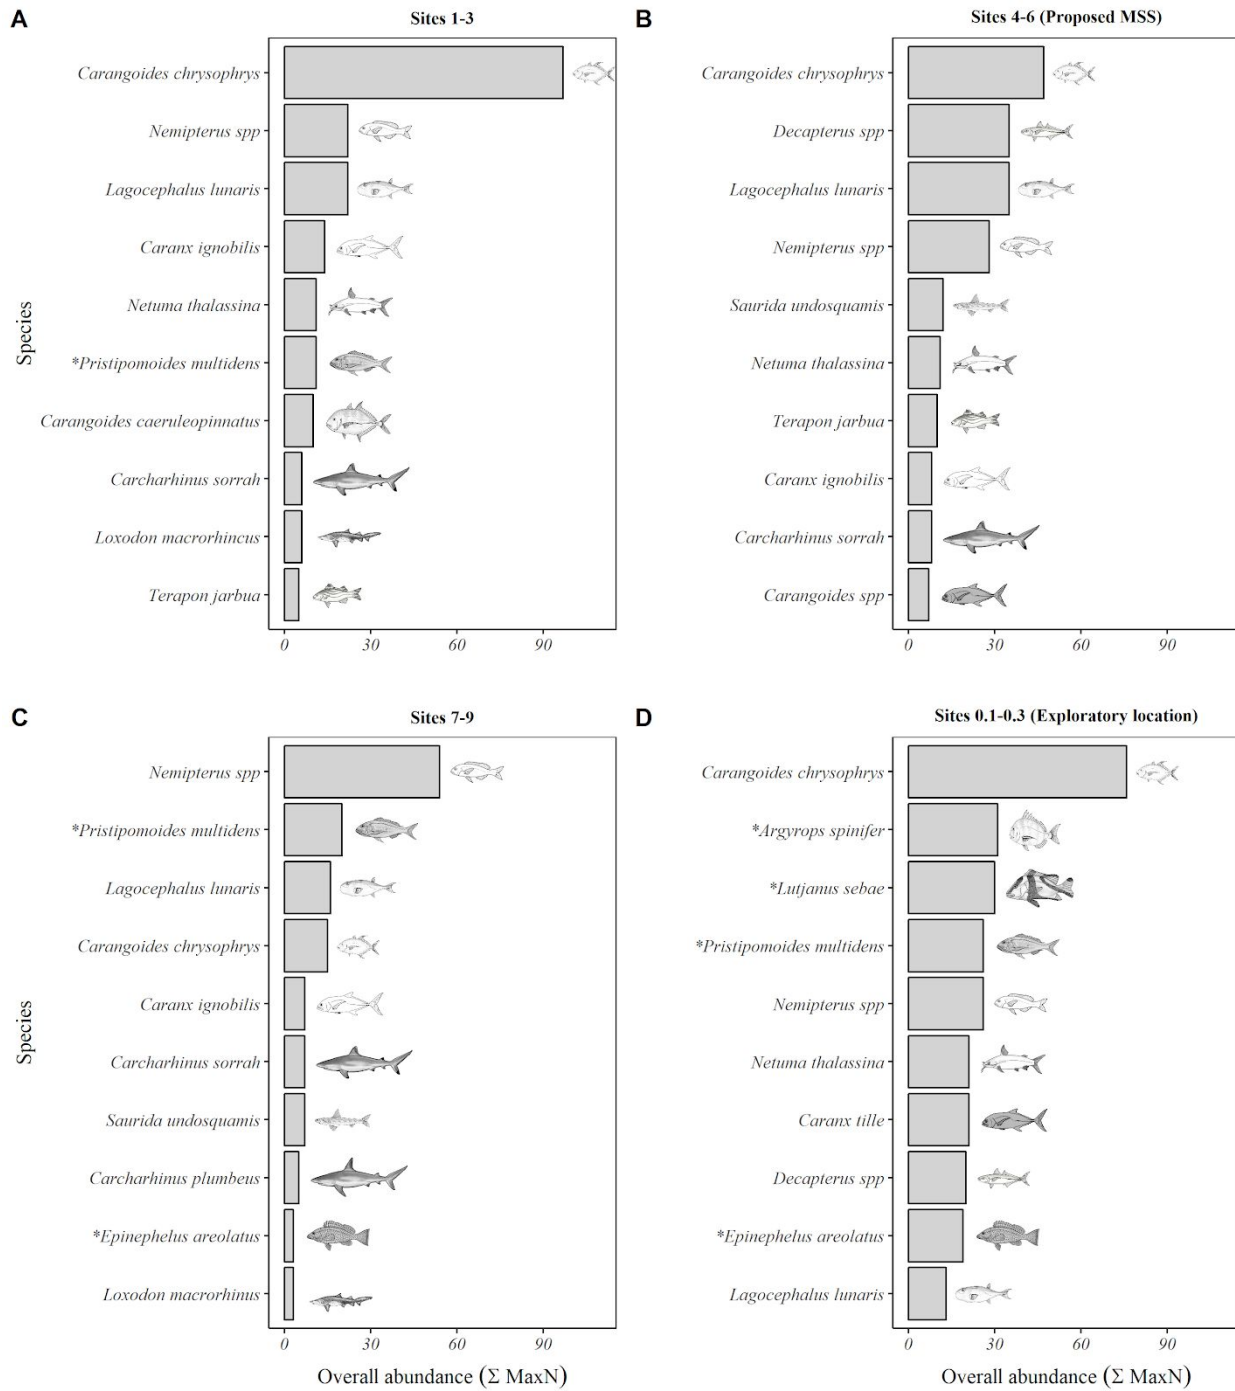 A
Sites 1-3
Species
Carangoides chrysophrys
Nemipterus spp
Lagocephalus lunaris
Caranx ignobilis
Netuma thalassina
*Pristipomoides multidens
Carangoides caeruleopinnatus
Carcharhinus sorrah
Loxodon macrorhincus
Terapon jarbua
0 30 60 90
B
Sites 4-6 (Proposed MSS)
Carangoides chrysophrys
Decapterus spp
Lagocephalus lunaris
Nemipterus spp
Saurida undosquamis
Netuma thalassina
Terapon jarbua
Caranx ignobilis
Carcharhinus sorrah
Carangoides spp
0 30 60 90
C
Sites 7-9
Species
Nemipterus spp
*Pristipomoides multidens
Lagocephalus lunaris
Carangoides chrysophrys
Caranx ignobilis
Carcharhinus sorrah
Saurida undosquamis
Carcharhinus plumbeus
*Epinephelus areolatus
Loxodon macrorhinus
0 30 60 90
Overall abundance (Σ MaxN)
D
Sites 0.1-0.3 (Exploratory location)
Carangoides chrysophrys
*Argyrops spinifer
*Lutjanus sebae
*Pristipomoides multidens
Nemipterus spp
Netuma thalassina
Caranx tille
Decapterus spp
*Epinephelus areolatus
Lagocephalus lunaris
0 30 60 90
Overall abundance (Σ MaxN)